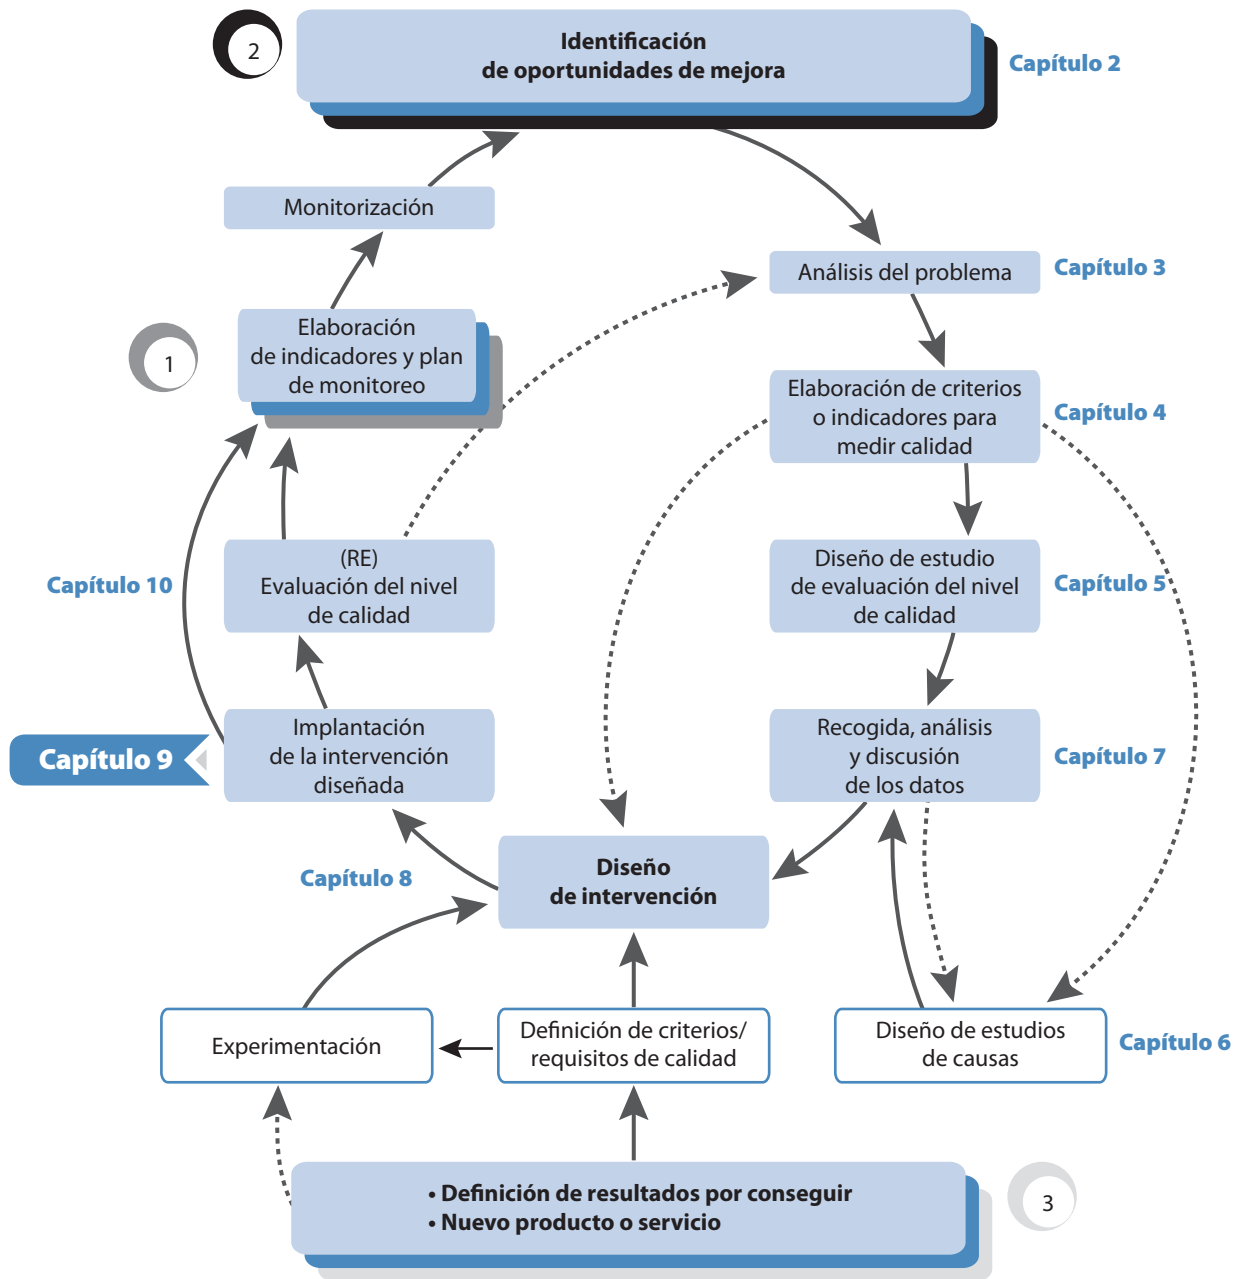 2
Identificación
de oportunidades de mejora
Capítulo 2
Monitorización
Análisis del problema
Capítulo 3
1
Elaboración
de indicadores y plan
de monitoreo
Elaboración de criterios
o indicadores para
medir calidad
Capítulo 4
Capítulo 10
(RE)
Evaluación del nivel
de calidad
Diseño de estudio
de evaluación del nivel
de calidad
Capítulo 5
Capítulo 9
Implantación
de la intervención
diseñada
Recogida, análisis
y discusión
de los datos
Capítulo 7
Capítulo 8
Diseño
de intervención
Experimentación
Definición de criterios/
requisitos de calidad
Diseño de estudios
de causas
Capítulo 6
• Definición de resultados por conseguir
• Nuevo producto o servicio
3